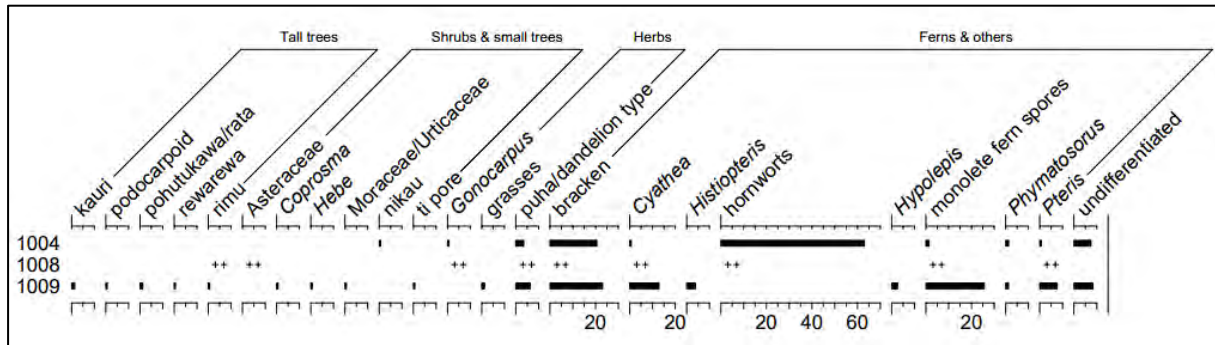 Tall trees
Shrubs & small trees
Herbs
Ferns & others
kauri
podocarpoid
pohutukawa/rata
rewarewa
rimu
Asteraceae
Coprosma
Hebe
Moraceae/Urticaceae
nikau
ti pore
Gonocarpus
grasses
puha/dandelion type
bracken
Cyathea
Histiopteris
hornworts
Hypolepis
monolete fern spores
Phymatosorus
Pteris
undifferentiated
1004
1008 ++ ++ ++ ++ ++ ++ ++ ++ ++
1009
20 20 20 40 60 20